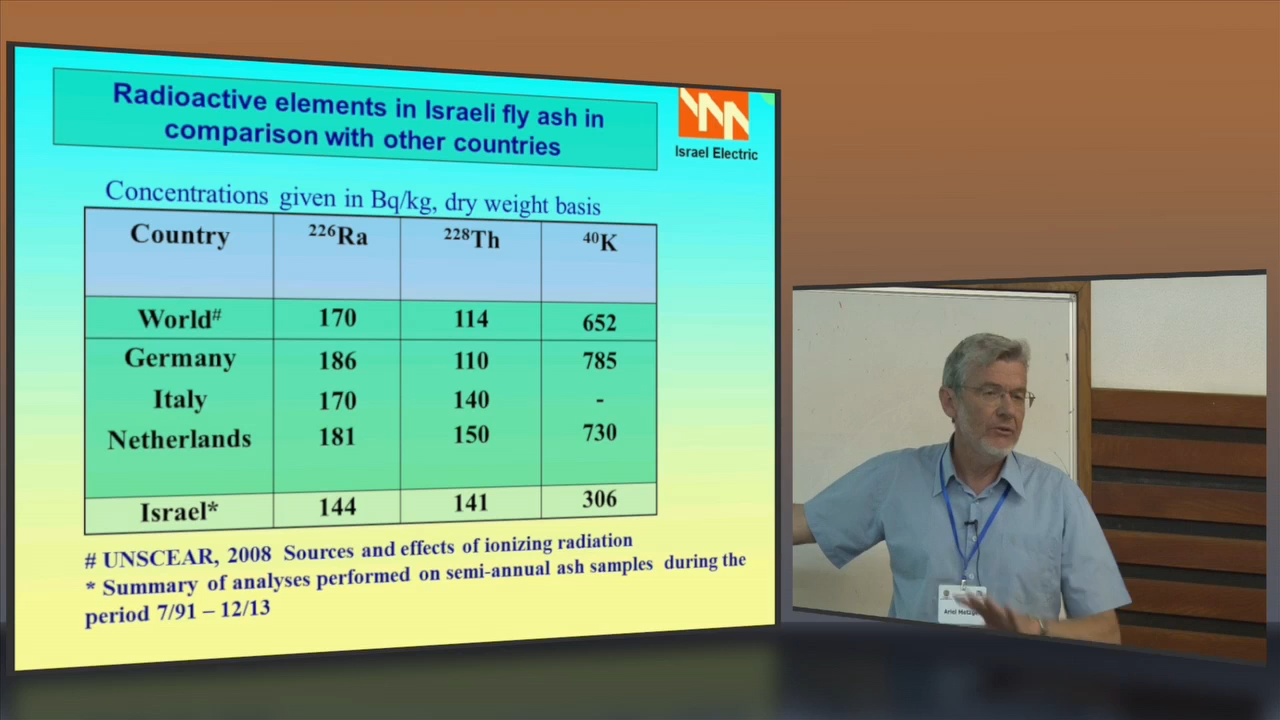 Radioactive elements in Israeli fly ash in
comparison with other countries
Israel Electric
Concentrations given in Bq/kg, dry weight basis
Country ²²⁶Ra ²²⁸Th ⁴⁰K
World# 170 114 652
Germany 186 110 785
Italy 170 140 -
Netherlands 181 150 730
Israel* 144 141 306
# UNSCEAR, 2008 Sources and effects of ionizing radiation
* Summary of analyses performed on semi-annual ash samples during the
period 7/91 – 12/13
Ariel